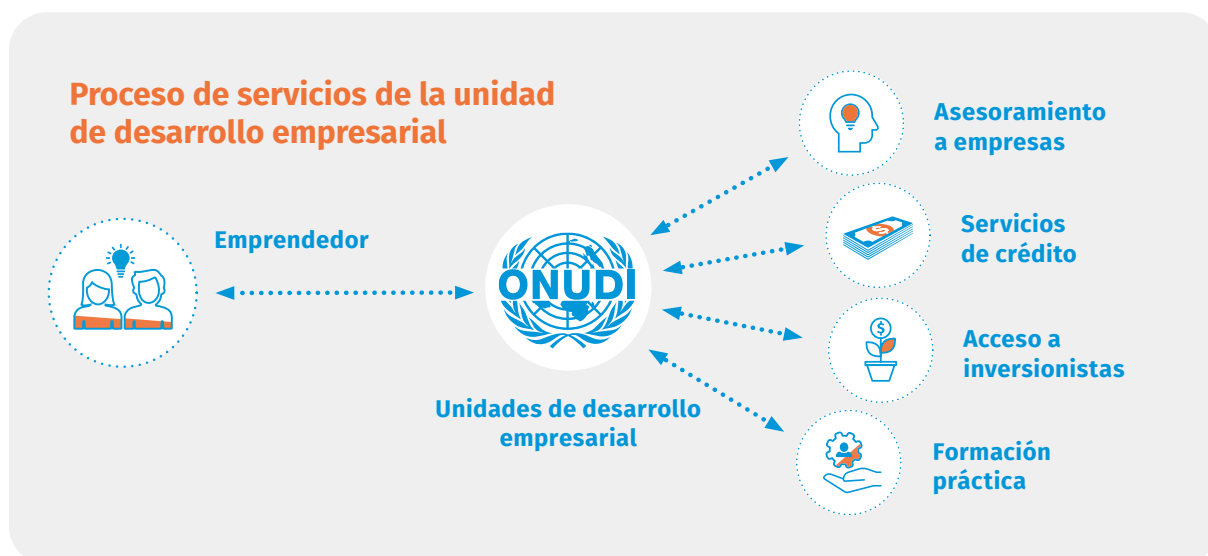 Proceso de servicios de la unidad
de desarrollo empresarial
Emprendedor
ONUDI
Unidades de desarrollo
empresarial
Asesoramiento
a empresas
$
Servicios
de crédito
$
Acceso a
inversionistas
Formación
práctica